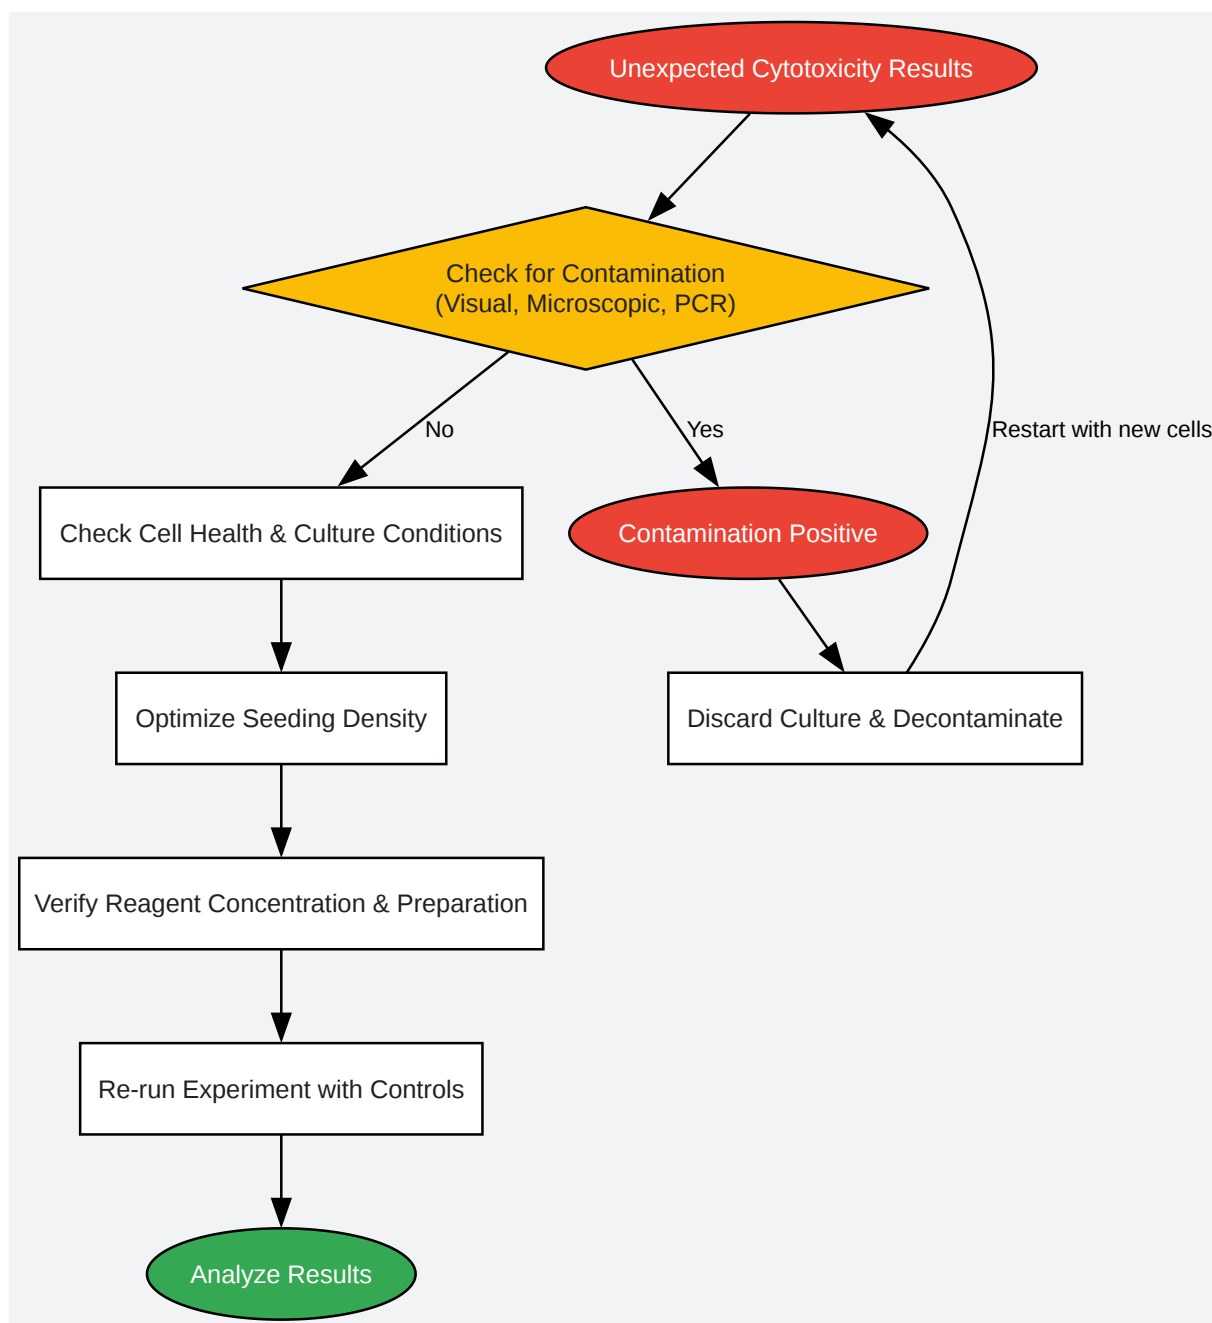 Unexpected Cytotoxicity Results
Check for Contamination
(Visual, Microscopic, PCR)
No
Yes
Restart with new cells
Check Cell Health & Culture Conditions
Contamination Positive
Optimize Seeding Density
Discard Culture & Decontaminate
Verify Reagent Concentration & Preparation
Re-run Experiment with Controls
Analyze Results